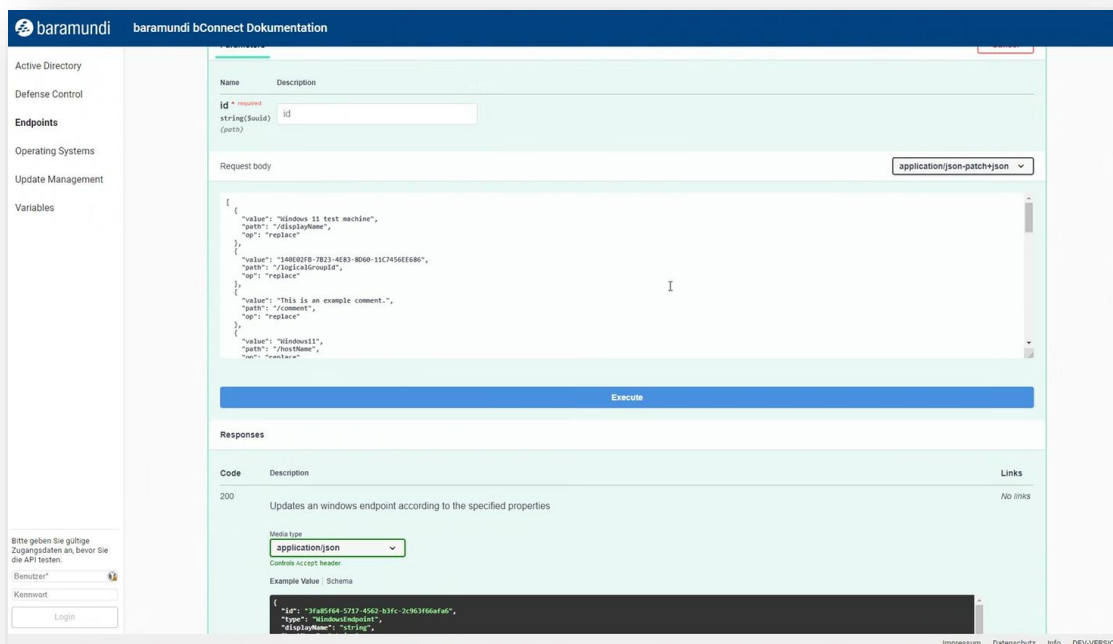 baramundi
baramundi bConnect Dokumentation
Active Directory
Defense Control
Endpoints
Operating Systems
Update Management
Variables
Parameters
Cancel
Name Description
id * required
string($uuid)
(path)
id
Request body
application/json-patch+json
[
{
"value": "Windows 11 test machine",
"path": "/displayName",
"op": "replace"
},
{
"value": "140E02FB-7B23-4E83-8D60-11C7456EE686",
"path": "/logicalGroupId",
"op": "replace"
},
{
"value": "This is an example comment.",
"path": "/comment",
"op": "replace"
},
{
"value": "Windows11",
"path": "/hostName",
"op": "replace"
Execute
Responses
Code Description Links
200 Updates an windows endpoint according to the specified properties No links
Media type
application/json
Controls Accept header.
Example Value | Schema
{
"id": "3fa85f64-5717-4562-b3fc-2c963f66afa6",
"type": "WindowsEndpoint",
"displayName": "string",
Bitte geben Sie gültige
Zugangsdaten an, bevor Sie
die API testen.
Benutzer*
Kennwort
Login
Impressum Datenschutz Info DEV-VERSIO